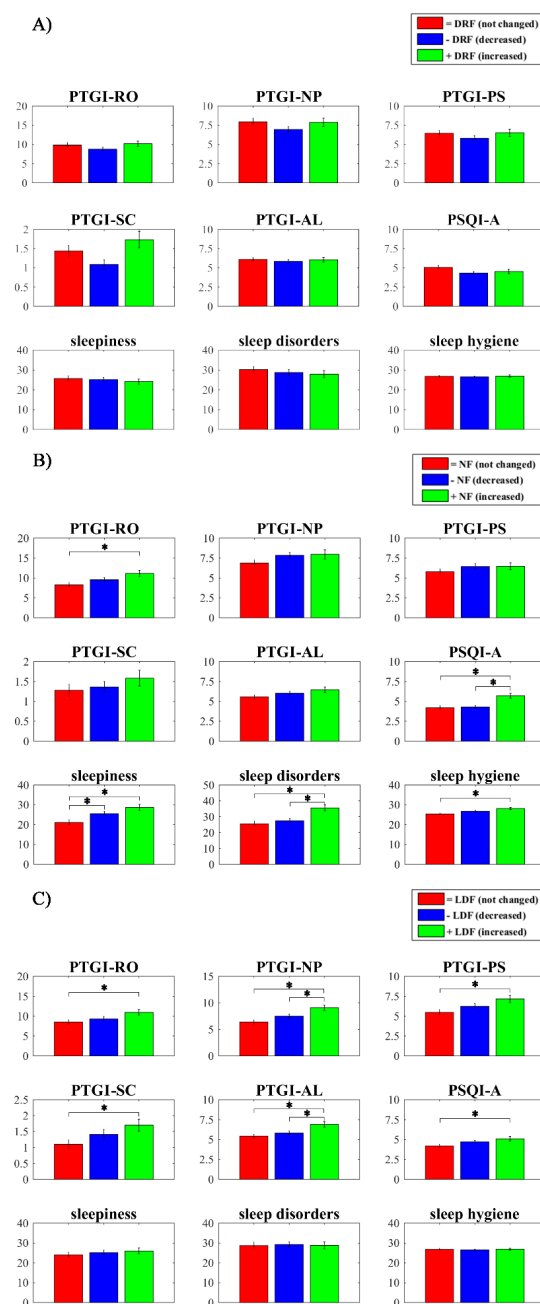 A)
= DRF (not changed)
- DRF (decreased)
+ DRF (increased)
PTGI-RO PTGI-NP PTGI-PS
20 15 10 5 0
10 7.5 5 2.5 0
10 7.5 5 2.5 0
PTGI-SC PTGI-AL PSQI-A
2 1.5 1 0.5 0
10 7.5 5 2.5 0
10 7.5 5 2.5 0
sleepiness sleep disorders sleep hygiene
40 30 20 10 0
40 30 20 10 0
40 30 20 10 0
B)
= NF (not changed)
- NF (decreased)
+ NF (increased)
PTGI-RO PTGI-NP PTGI-PS
20 15 10 5 0
*
10 7.5 5 2.5 0
10 7.5 5 2.5 0
PTGI-SC PTGI-AL PSQI-A
2 1.5 1 0.5 0
10 7.5 5 2.5 0
10 7.5 5 2.5 0
* *
sleepiness sleep disorders sleep hygiene
40 30 20 10 0
* *
50 40 30 20 10 0
* *
40 30 20 10 0
*
C)
= LDF (not changed)
- LDF (decreased)
+ LDF (increased)
PTGI-RO PTGI-NP PTGI-PS
20 15 10 5 0
*
15 10 5 0
* *
10 7.5 5 2.5 0
*
PTGI-SC PTGI-AL PSQI-A
2.5 2 1.5 1 0.5 0
*
10 7.5 5 2.5 0
* *
10 7.5 5 2.5 0
*
sleepiness sleep disorders sleep hygiene
40 30 20 10 0
40 30 20 10 0
40 30 20 10 0